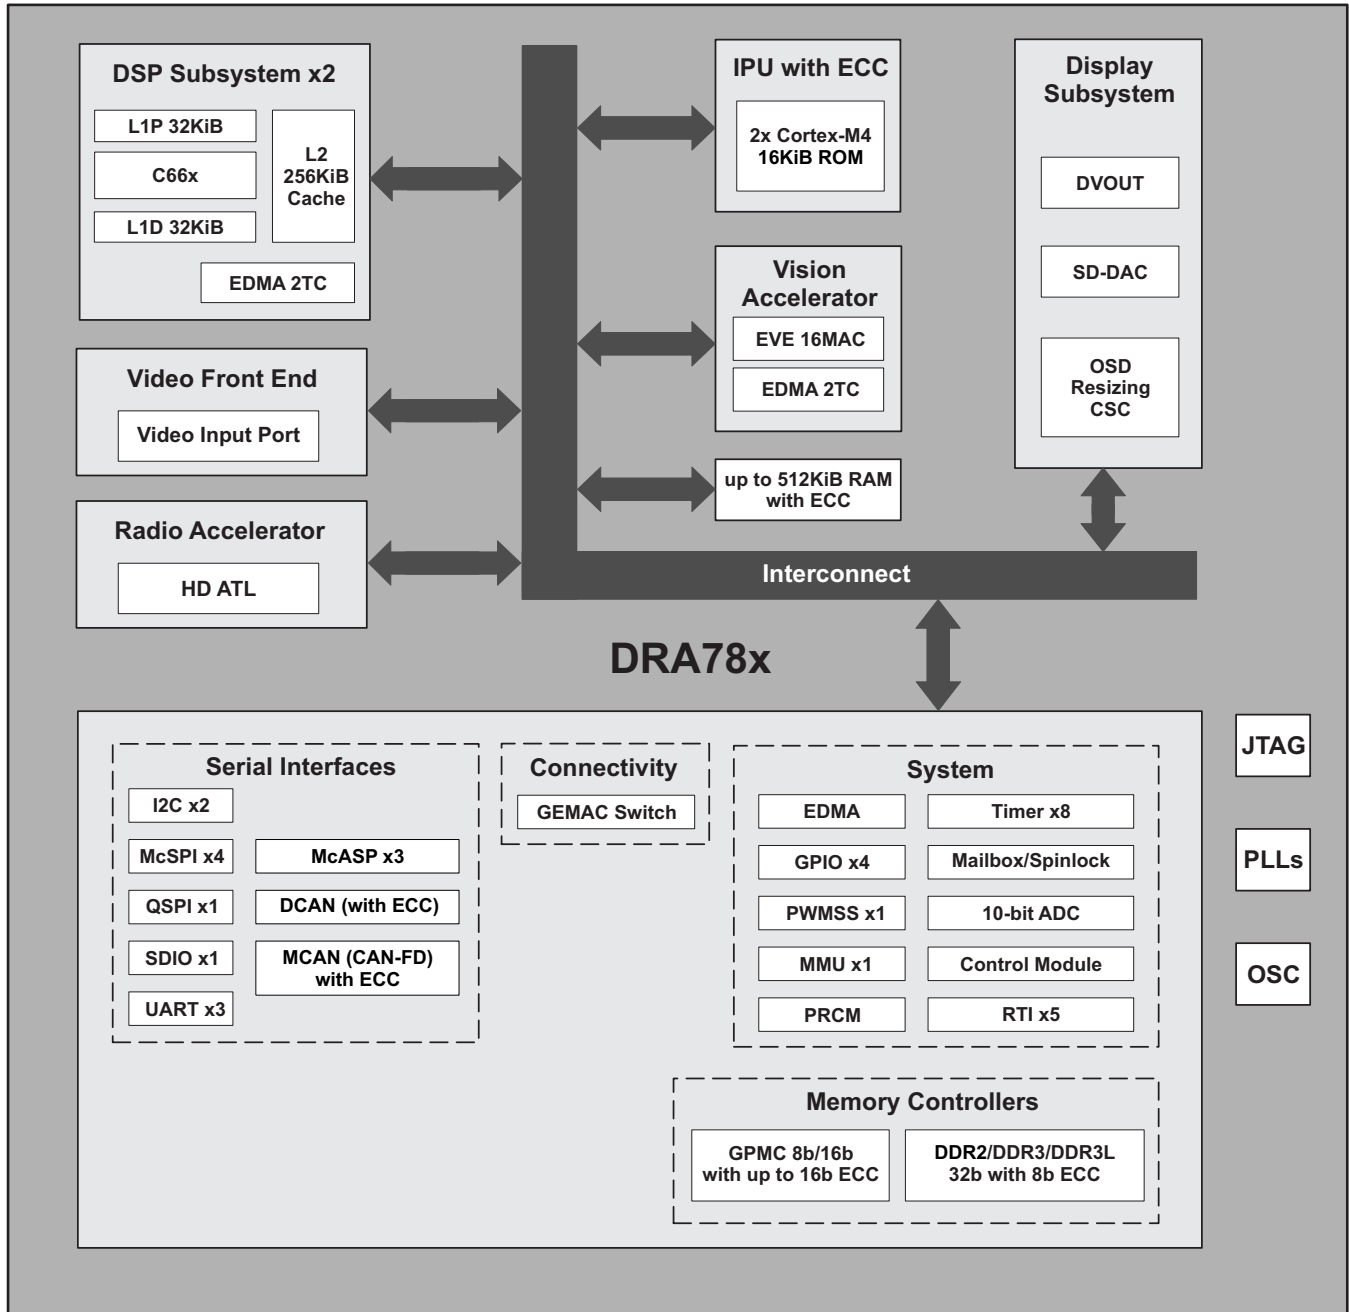 DSP Subsystem x2
L1P 32KiB
C66x
L1D 32KiB
L2
256KiB
Cache
EDMA 2TC
Video Front End
Video Input Port
Radio Accelerator
HD ATL
IPU with ECC
2x Cortex-M4
16KiB ROM
Vision
Accelerator
EVE 16MAC
EDMA 2TC
up to 512KiB RAM
with ECC
Display
Subsystem
DVOUT
SD-DAC
OSD
Resizing
CSC
Interconnect
DRA78x
Serial Interfaces
I2C x2
McSPI x4
QSPI x1
SDIO x1
UART x3
McASP x3
DCAN (with ECC)
MCAN (CAN-FD)
with ECC
Connectivity
GEMAC Switch
System
EDMA
GPIO x4
PWMSS x1
MMU x1
PRCM
Timer x8
Mailbox/Spinlock
10-bit ADC
Control Module
RTI x5
Memory Controllers
GPMC 8b/16b
with up to 16b ECC
DDR2/DDR3/DDR3L
32b with 8b ECC
JTAG
PLLs
OSC